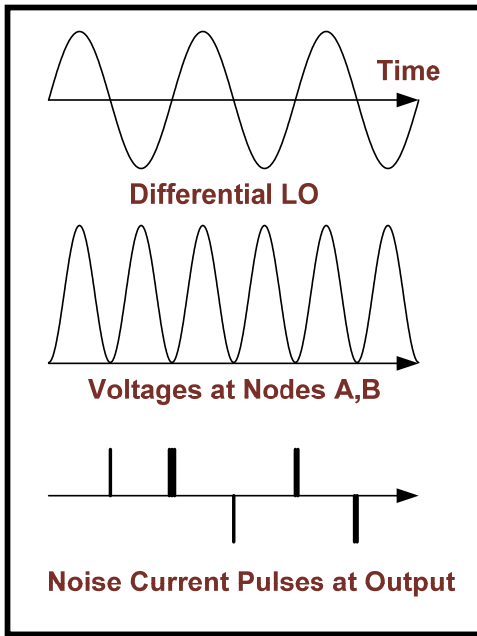 Time
Differential LO
Voltages at Nodes A,B
Noise Current Pulses at Output